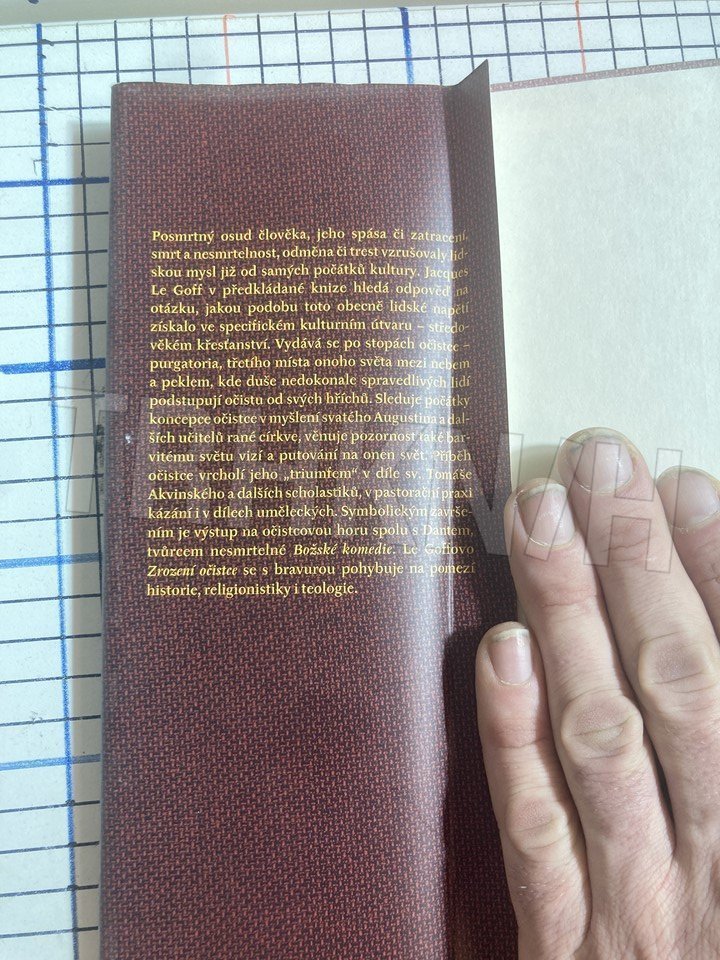 Posmrtný osud člověka, jeho spása či zatracení,
smrt a nesmrtelnost, odměna či trest vzrušovaly lid-
skou mysl již od samých počátků kultury. Jacques
Le Goff v předkládané knize hledá odpověď na
otázku, jakou podobu toto obecně lidské napětí
získalo ve specifickém kulturním útvaru – středo-
věkém křesťanství. Vydává se po stopách očistce –
purgatoria, třetího místa onoho světa mezi nebem
a peklem, kde duše nedokonale spravedlivých lidí
podstupují očistu od svých hříchů. Sleduje počátky
koncepce očistce v myšlení svatého Augustina a dal-
ších učitelů rané církve, věnuje pozornost také bar-
vitému světu vizí a putování na onen svět. Příběh
očistce vrcholí jeho „triumfem“ v díle sv. Tomáše
Akvinského a dalších scholastiků, v pastorační praxi
kázání i v dílech uměleckých. Symbolickým završe-
ním je výstup na očistcovou horu spolu s Dantem,
tvůrcem nesmrtelné Božské komedie. Le Goffovo
Zrození očistce se s bravurou pohybuje na pomezí
historie, religionistiky i teologie.